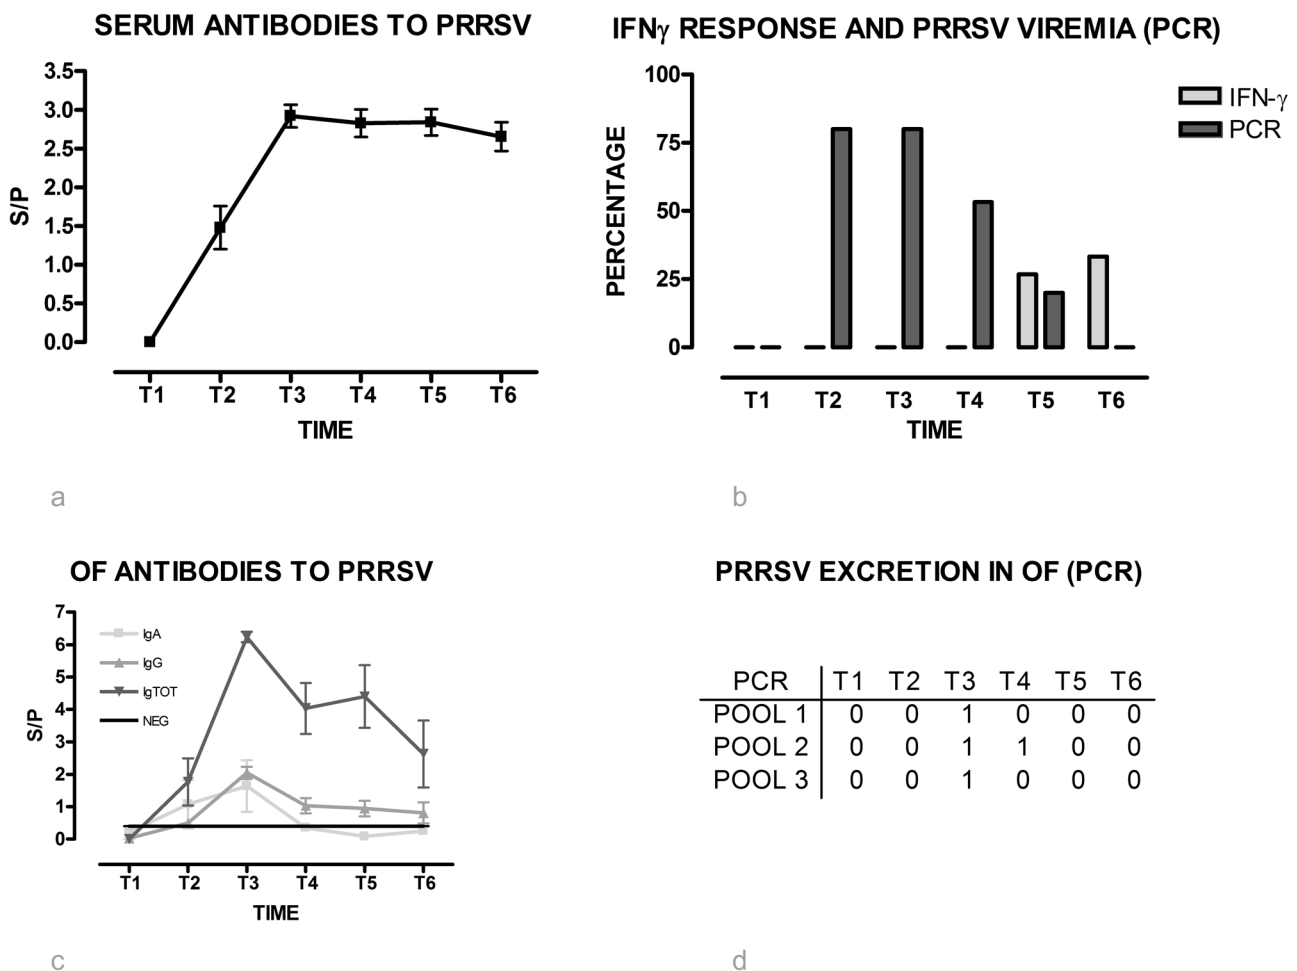 SERUM ANTIBODIES TO PRRSV
3.5
3.0
2.5
2.0
1.5
1.0
0.5
0.0
S/P
T1 T2 T3 T4 T5 T6
TIME
a
IFNγ RESPONSE AND PRRSV VIREMIA (PCR)
100
75
50
25
0
PERCENTAGE
IFN-γ
PCR
T1 T2 T3 T4 T5 T6
TIME
b
OF ANTIBODIES TO PRRSV
7
6
5
4
3
2
1
0
S/P
IgA
IgG
IgTOT
NEG
T1 T2 T3 T4 T5 T6
TIME
c
PRRSV EXCRETION IN OF (PCR)
PCR T1 T2 T3 T4 T5 T6
POOL 1 0 0 1 0 0 0
POOL 2 0 0 1 1 0 0
POOL 3 0 0 1 0 0 0
d